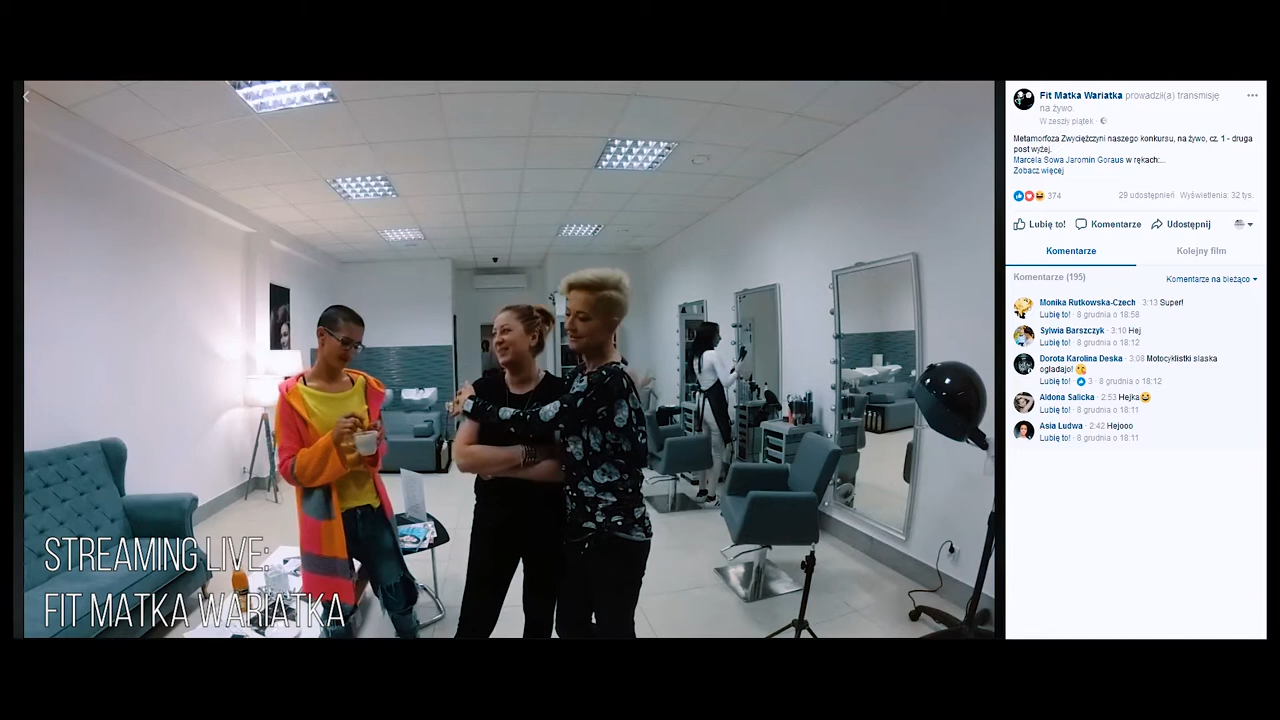 STREAMING LIVE:
FIT MATKA WARIATKA
Fit Matka Wariatka prowadził(a) transmisję
na żywo.
W zeszły piątek ·
Metamorfoza Zwyciężczyni naszego konkursu, na żywo, cz. 1 - druga
post wyżej.
Marcela Sowa Jaromin Goraus w rękach:...
Zobacz więcej
374 29 udostępnień Wyświetlenia: 32 tys.
Lubię to! Komentarze Udostępnij
Komentarze Kolejny film
Komentarze (195) Komentarze na bieżąco
Monika Rutkowska-Czech · 3:13 Super!
Lubię to! · 8 grudnia o 18:58
Sylwia Barszczyk · 3:10 Hej
Lubię to! · 8 grudnia o 18:12
Dorota Karolina Deska · 3:08 Motocyklistki slaska
ogladajo! 😘
Lubię to! · 3 · 8 grudnia o 18:12
Aldona Salicka · 2:53 Hejka😄
Lubię to! · 8 grudnia o 18:11
Asia Ludwa · 2:42 Hejooo
Lubię to! · 8 grudnia o 18:11